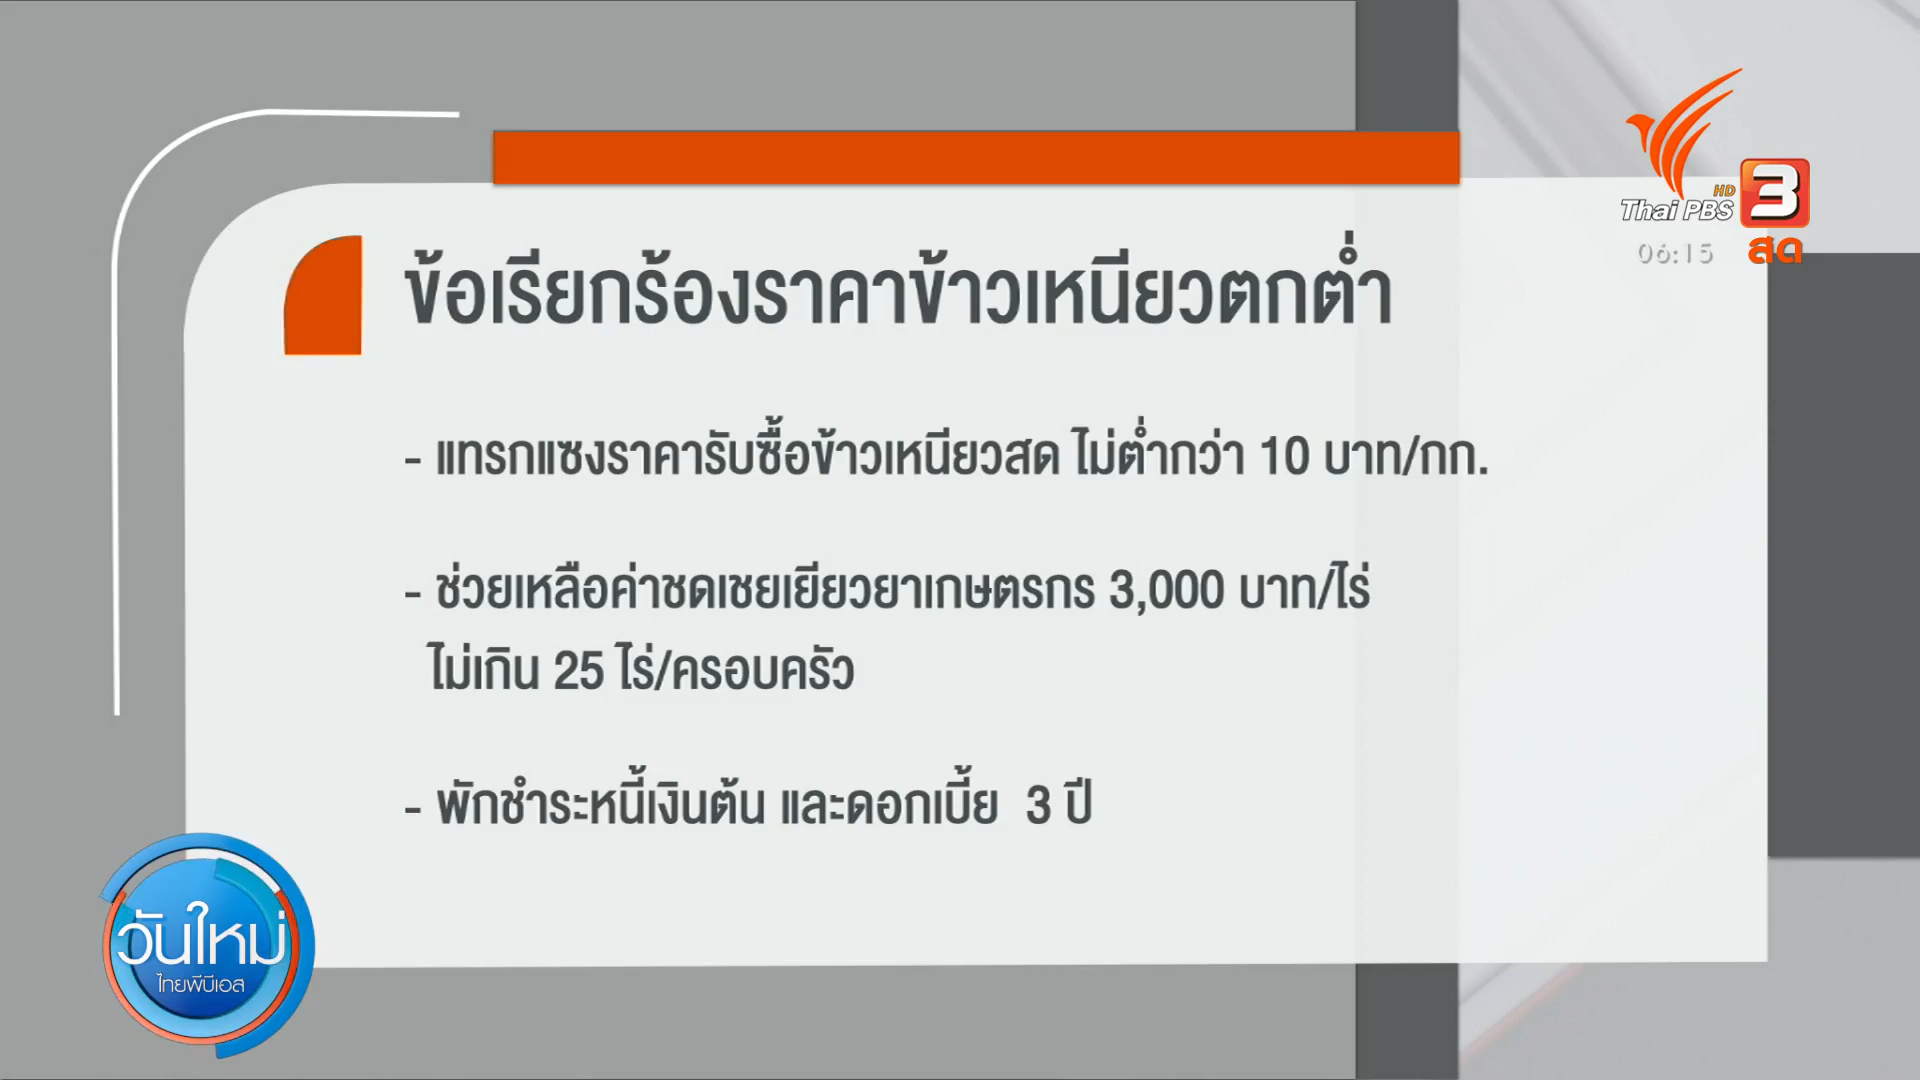 ข้อเรียกร้องราคาข้าวเหนียวตกต่ำ
- แทรกแซงราคารับซื้อข้าวเหนียวสด ไม่ต่ำกว่า 10 บาท/กก.
- ช่วยเหลือค่าชดเชยเยียวยาเกษตรกร 3,000 บาท/ไร่
ไม่เกิน 25 ไร่/ครอบครัว
- พักชำระหนี้เงินต้น และดอกเบี้ย 3 ปี
HD
Thai PBS 3
06:15 สด
วันใหม่
ไทยพีบีเอส